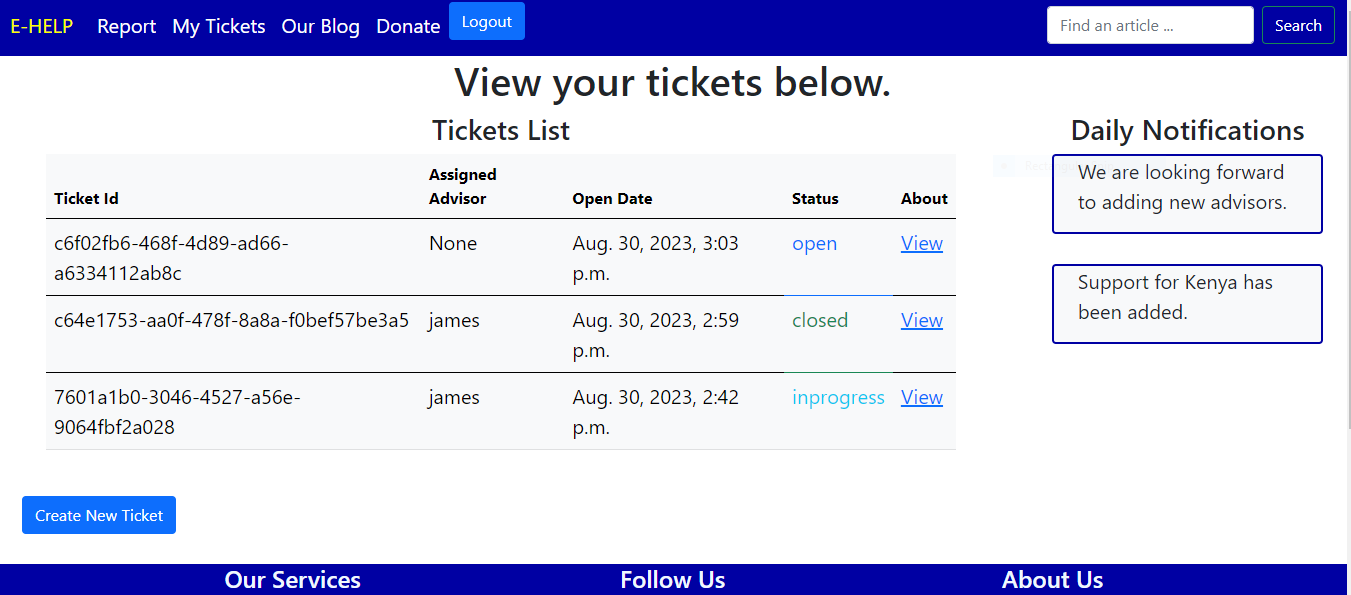 E-HELP Report My Tickets Our Blog Donate Logout Find an article ... Search
View your tickets below.
Tickets List
Ticket Id Assigned Advisor Open Date Status About
c6f02fb6-468f-4d89-ad66-
a6334112ab8c
None
Aug. 30, 2023, 3:03
p.m.
open
View
c64e1753-aa0f-478f-8a8a-f0bef57be3a5
james
Aug. 30, 2023, 2:59
p.m.
closed
View
7601a1b0-3046-4527-a56e-
9064fbf2a028
james
Aug. 30, 2023, 2:42
p.m.
inprogress
View
Daily Notifications
We are looking forward
to adding new advisors.
Support for Kenya has
been added.
Create New Ticket
Our Services Follow Us About Us